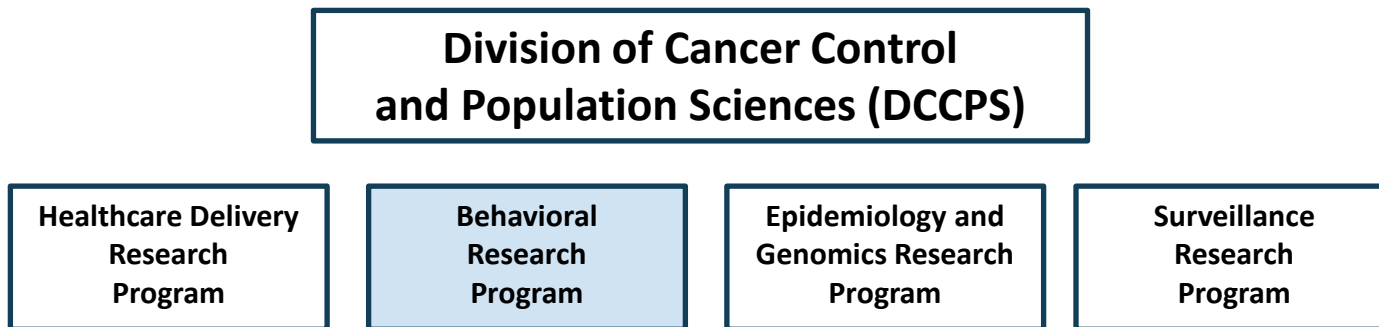 Division of Cancer Control
and Population Sciences (DCCPS)
Healthcare Delivery
Research
Program
Behavioral
Research
Program
Epidemiology and
Genomics Research
Program
Surveillance
Research
Program